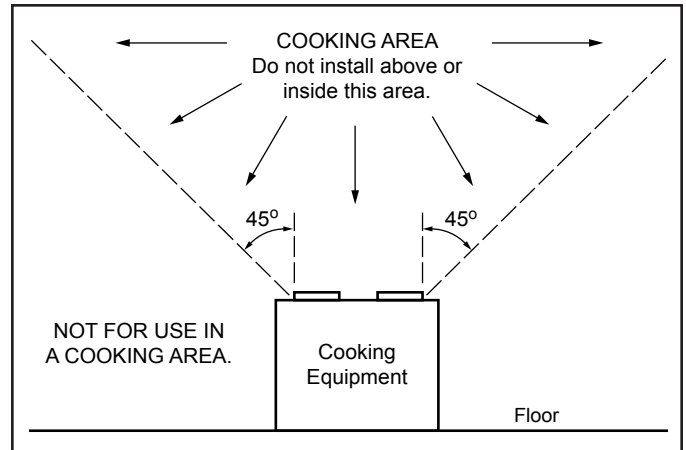 COOKING AREA
Do not install above or
inside this area.
45º
45º
NOT FOR USE IN
A COOKING AREA.
Cooking
Equipment
Floor